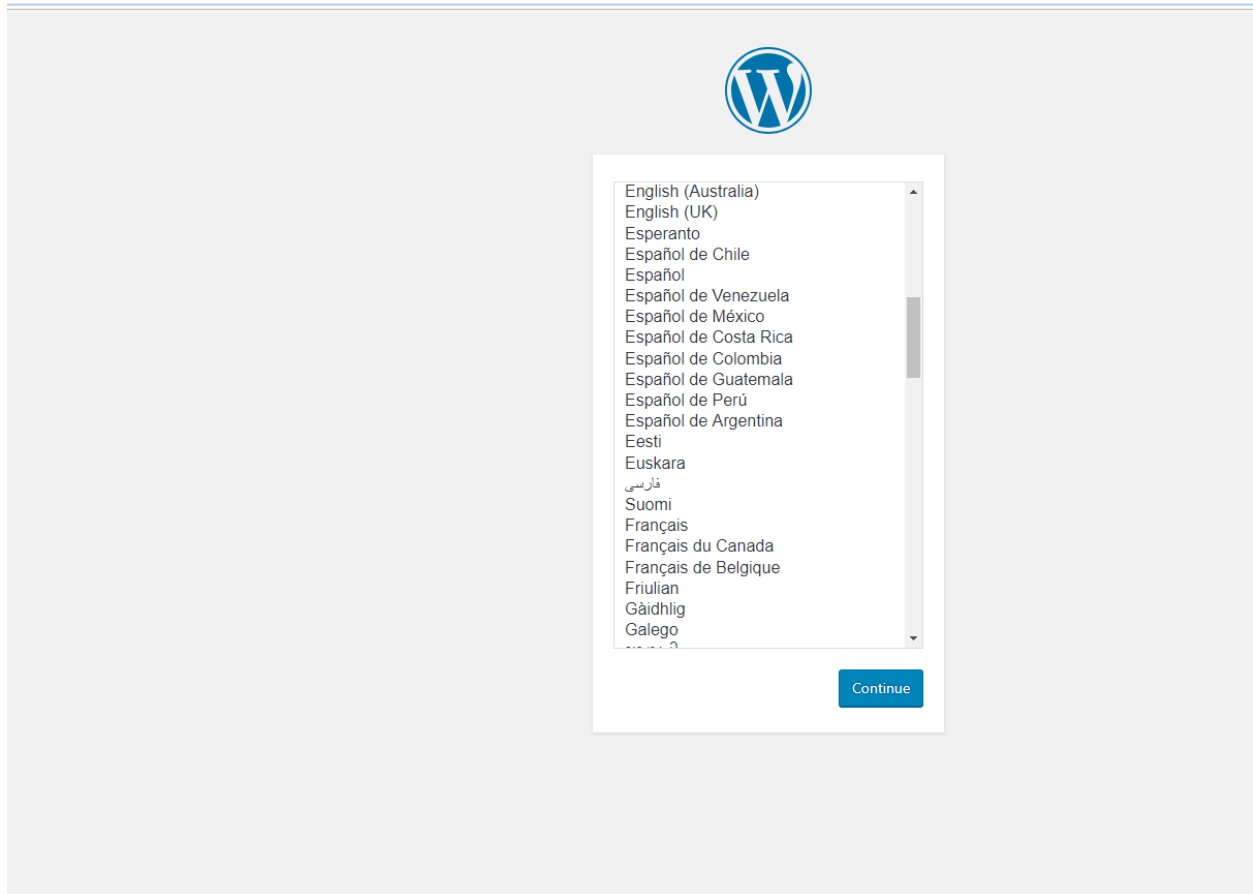 English (Australia)
English (UK)
Esperanto
Español de Chile
Español
Español de Venezuela
Español de México
Español de Costa Rica
Español de Colombia
Español de Guatemala
Español de Perú
Español de Argentina
Eesti
Euskara
فارسی
Suomi
Français
Français du Canada
Français de Belgique
Friulian
Gàidhlig
Galego
Continue